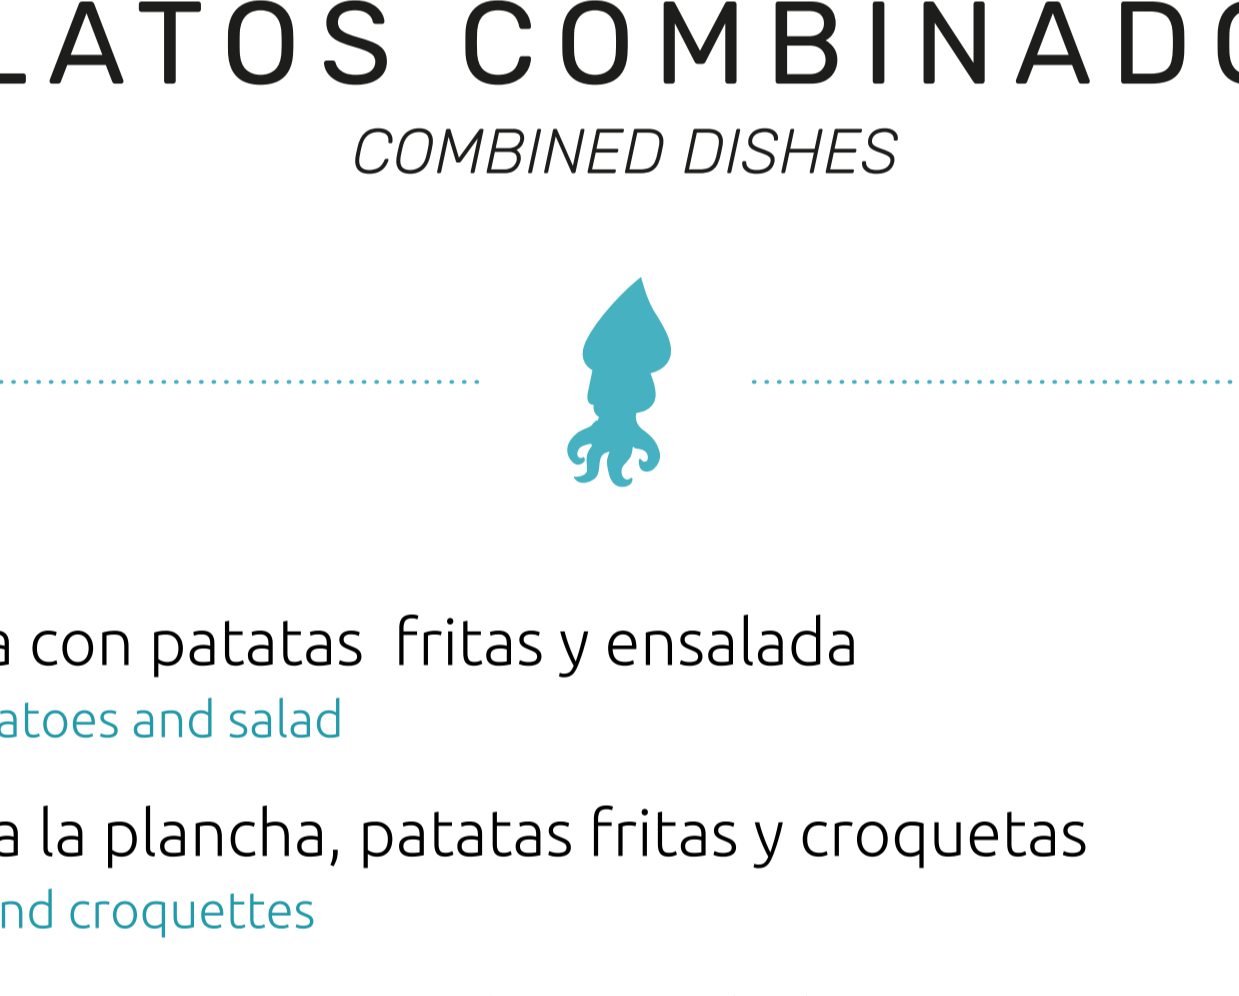 LATOS COMBINADO
COMBINED DISHES
a con patatas  fritas y ensalada
atoes and salad
a la plancha, patatas fritas y croquetas
nd croquettes